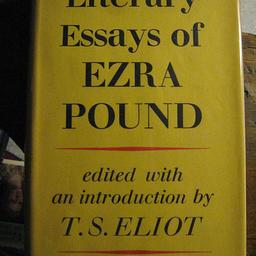 Literary
Essays of
EZRA
POUND
edited with
an introduction by
T. S. ELIOT